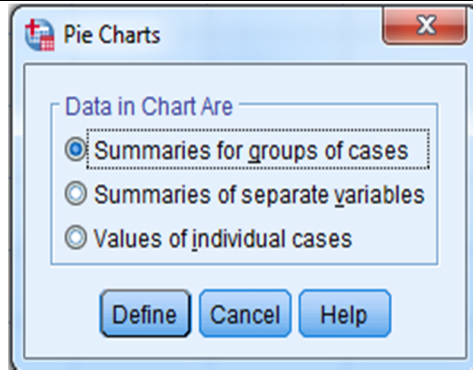 Pie Charts
Data in Chart Are
Summaries for groups of cases
Summaries of separate variables
Values of individual cases
Define Cancel Help